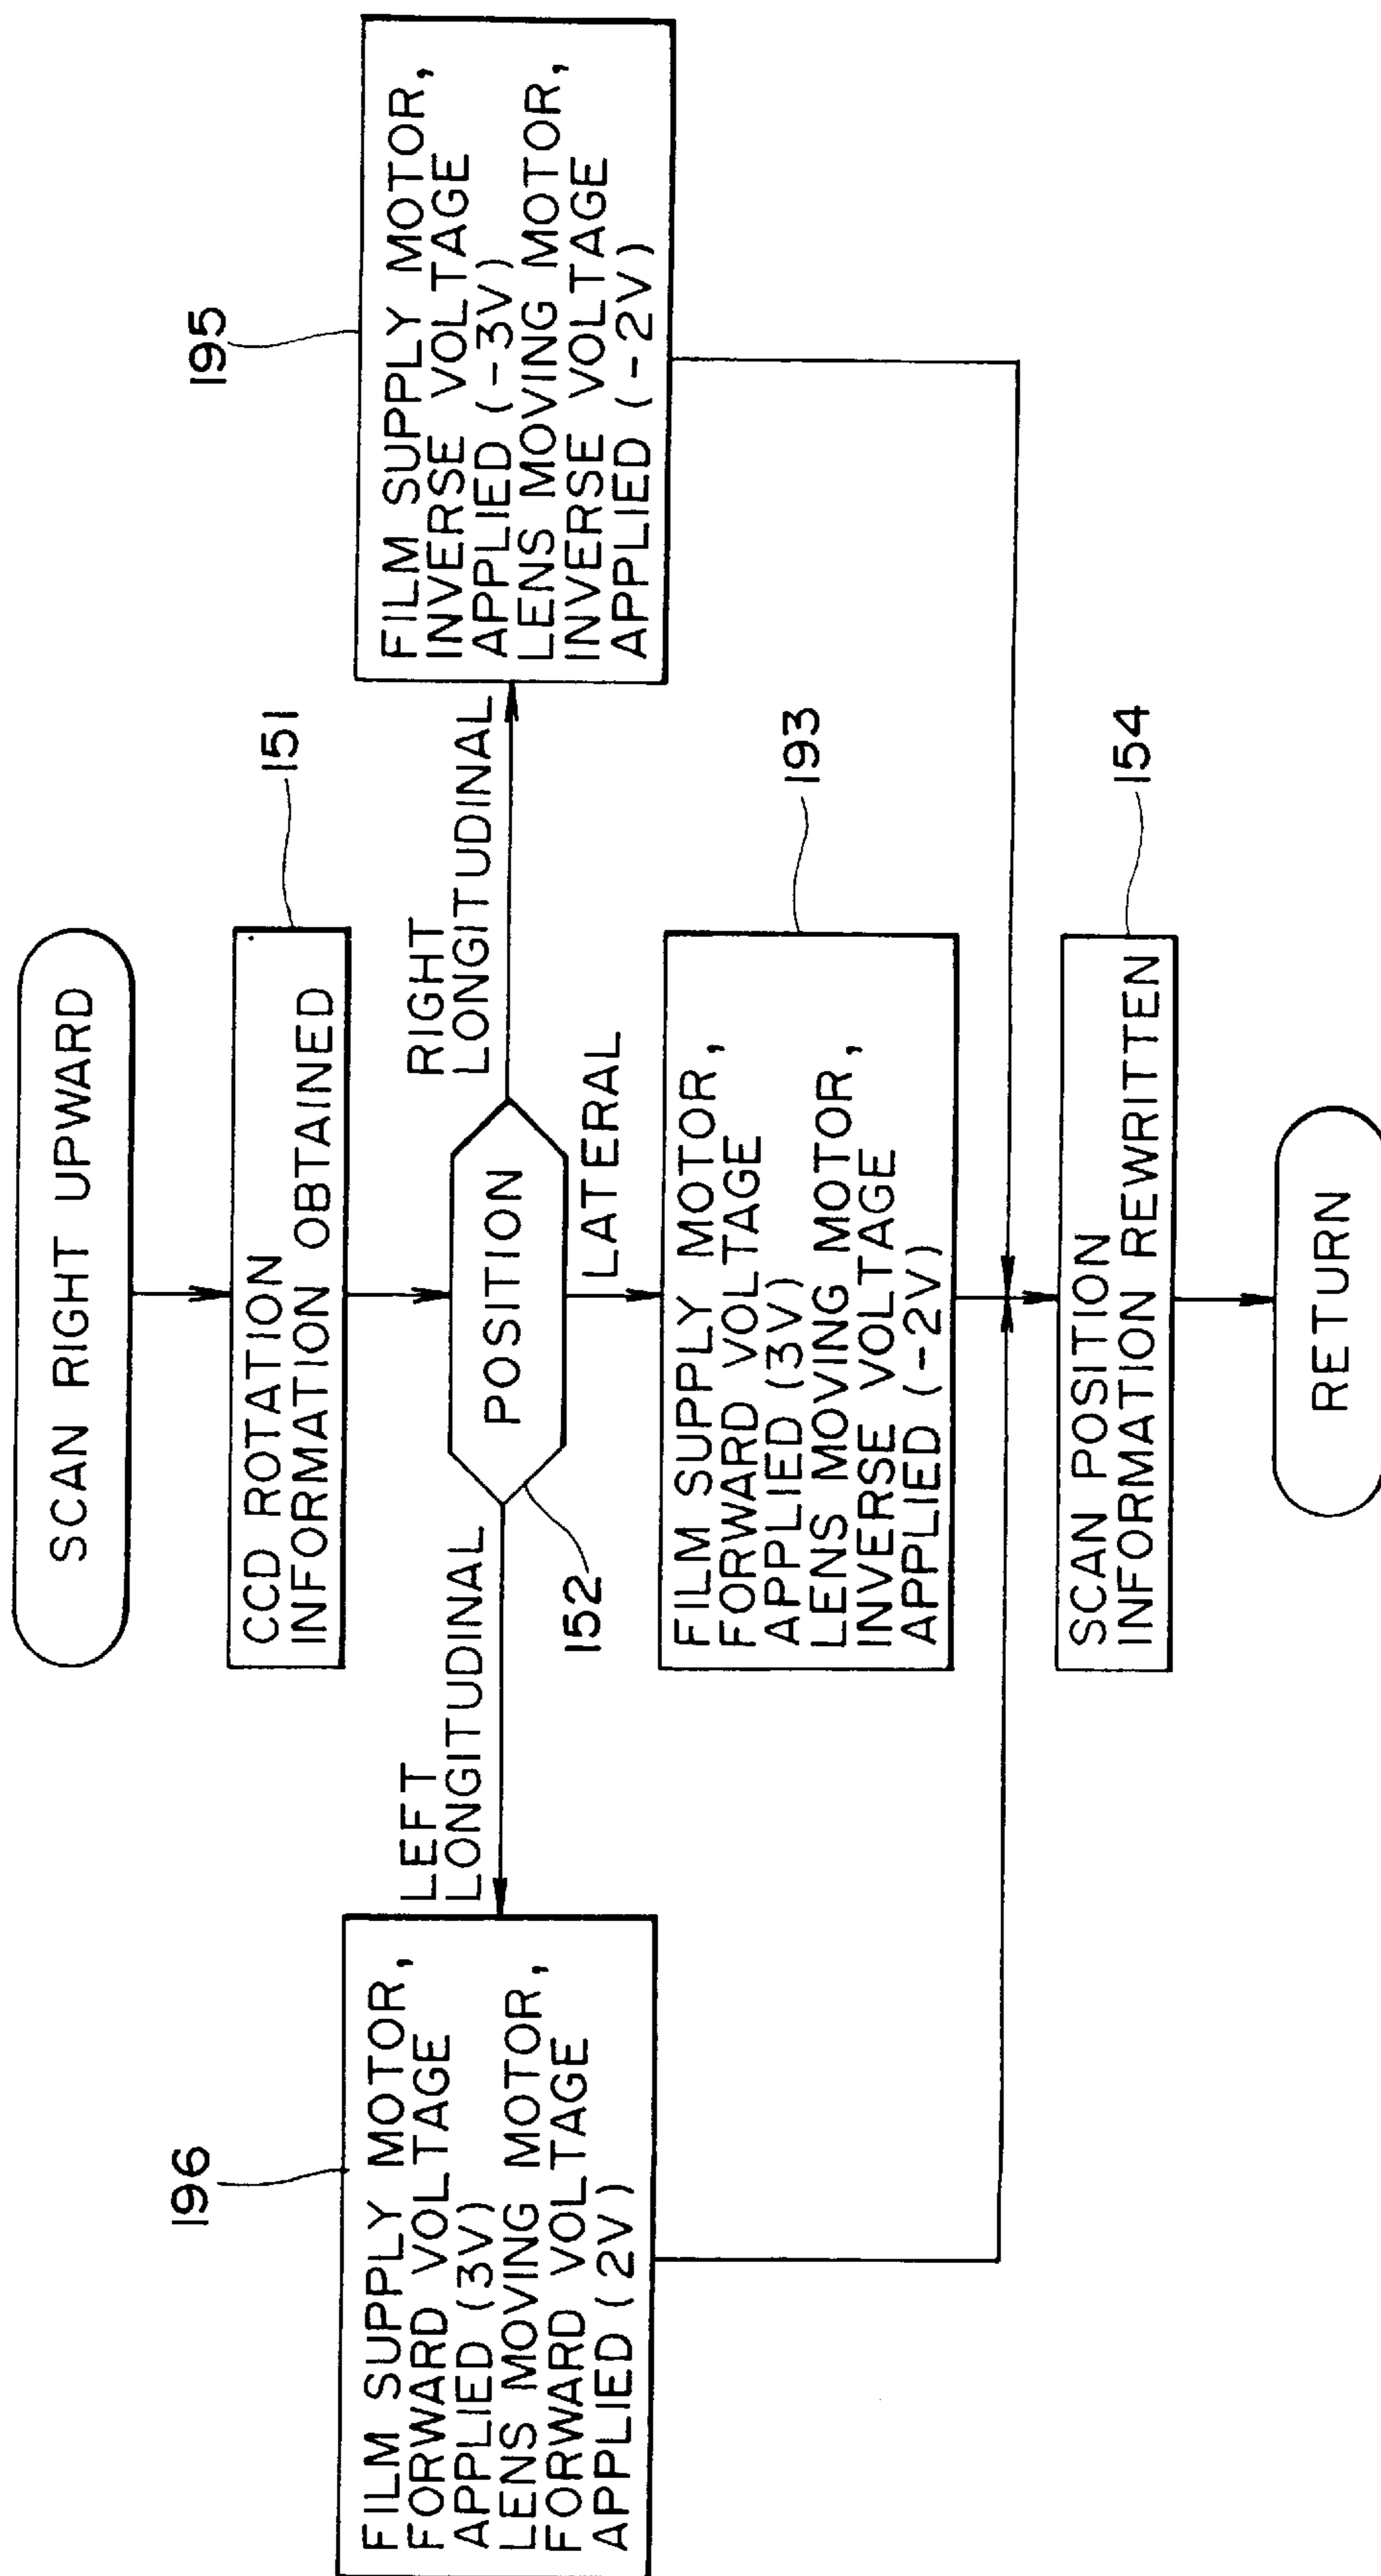 SCAN RIGHT UPWARD
151
CCD ROTATION
INFORMATION OBTAINED
152
POSITION
LEFT
LONGITUDINAL
RIGHT
LONGITUDINAL
LATERAL
196
FILM SUPPLY MOTOR,
FORWARD VOLTAGE
APPLIED (3V)
LENS MOVING MOTOR,
FORWARD VOLTAGE
APPLIED (2V)
193
FILM SUPPLY MOTOR,
FORWARD VOLTAGE
APPLIED (3V)
LENS MOVING MOTOR,
INVERSE VOLTAGE
APPLIED (-2V)
195
FILM SUPPLY MOTOR,
INVERSE VOLTAGE
APPLIED (-3V)
LENS MOVING MOTOR,
INVERSE VOLTAGE
APPLIED (-2V)
154
SCAN POSITION
INFORMATION REWRITTEN
RETURN